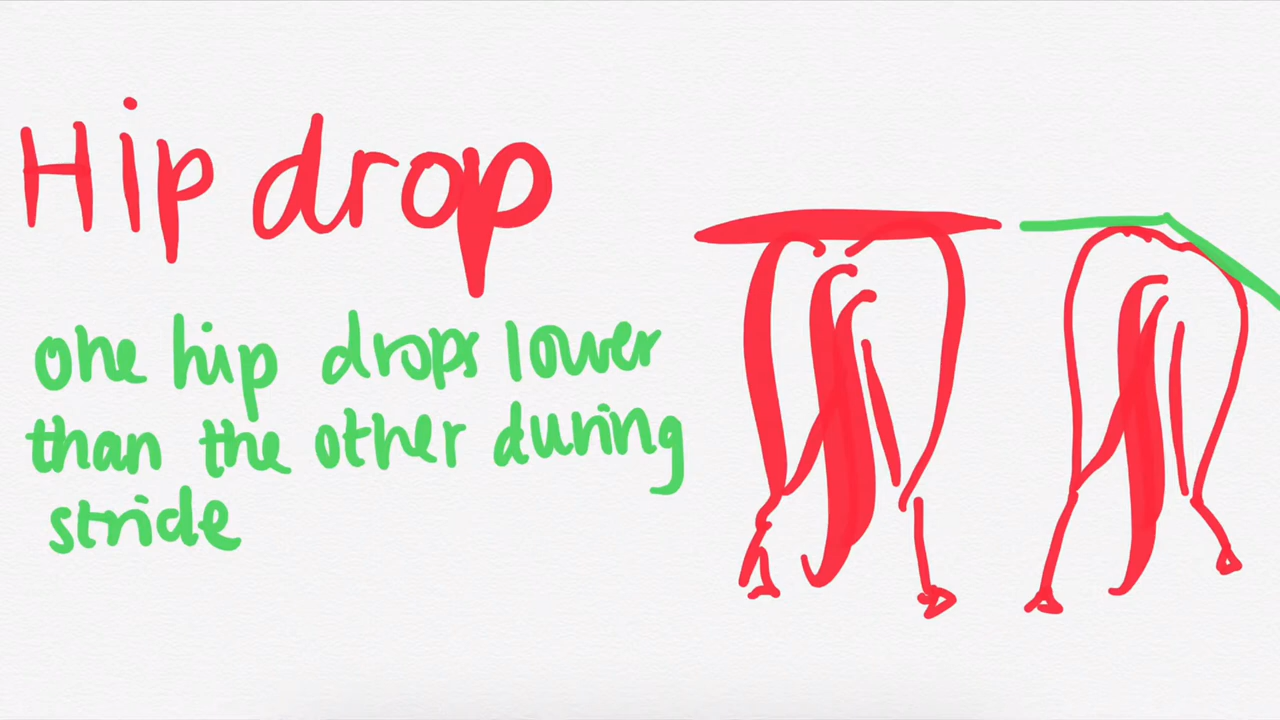 Hip drop
one hip drops lower
than the other during
stride